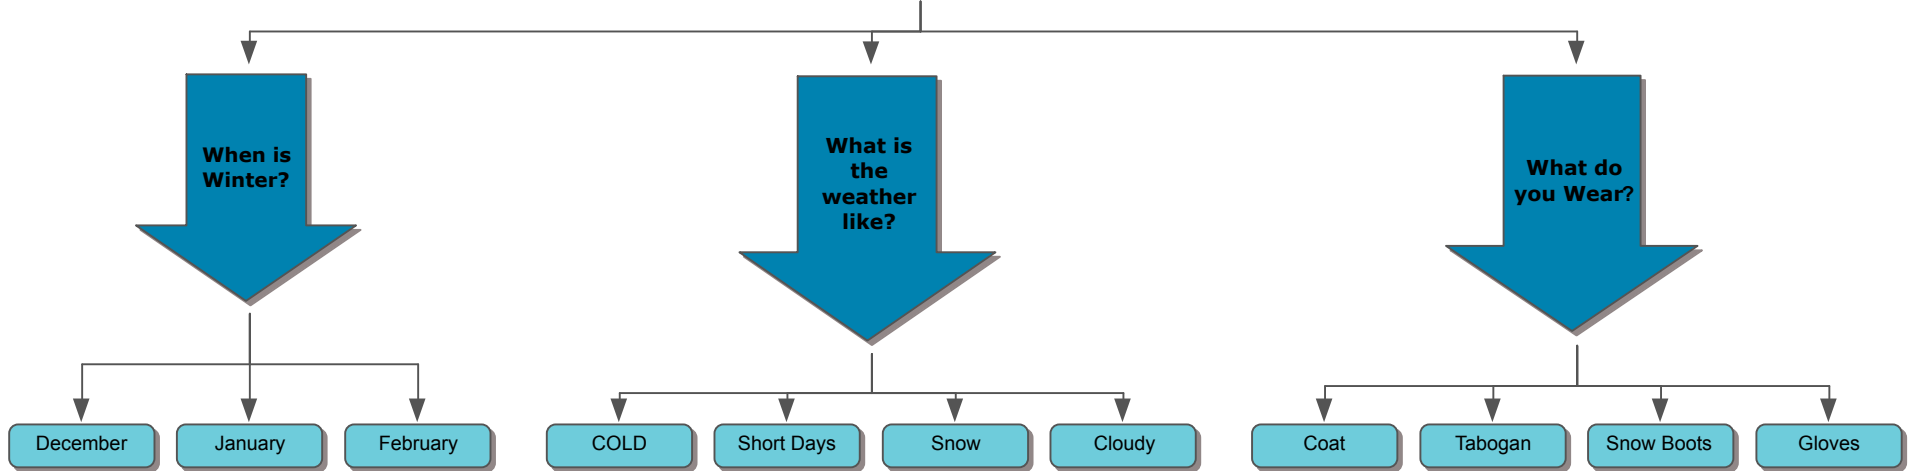 When is
Winter?
What is
the
weather
like?
What do
you Wear?
December
January
February
COLD
Short Days
Snow
Cloudy
Coat
Tabogan
Snow Boots
Gloves